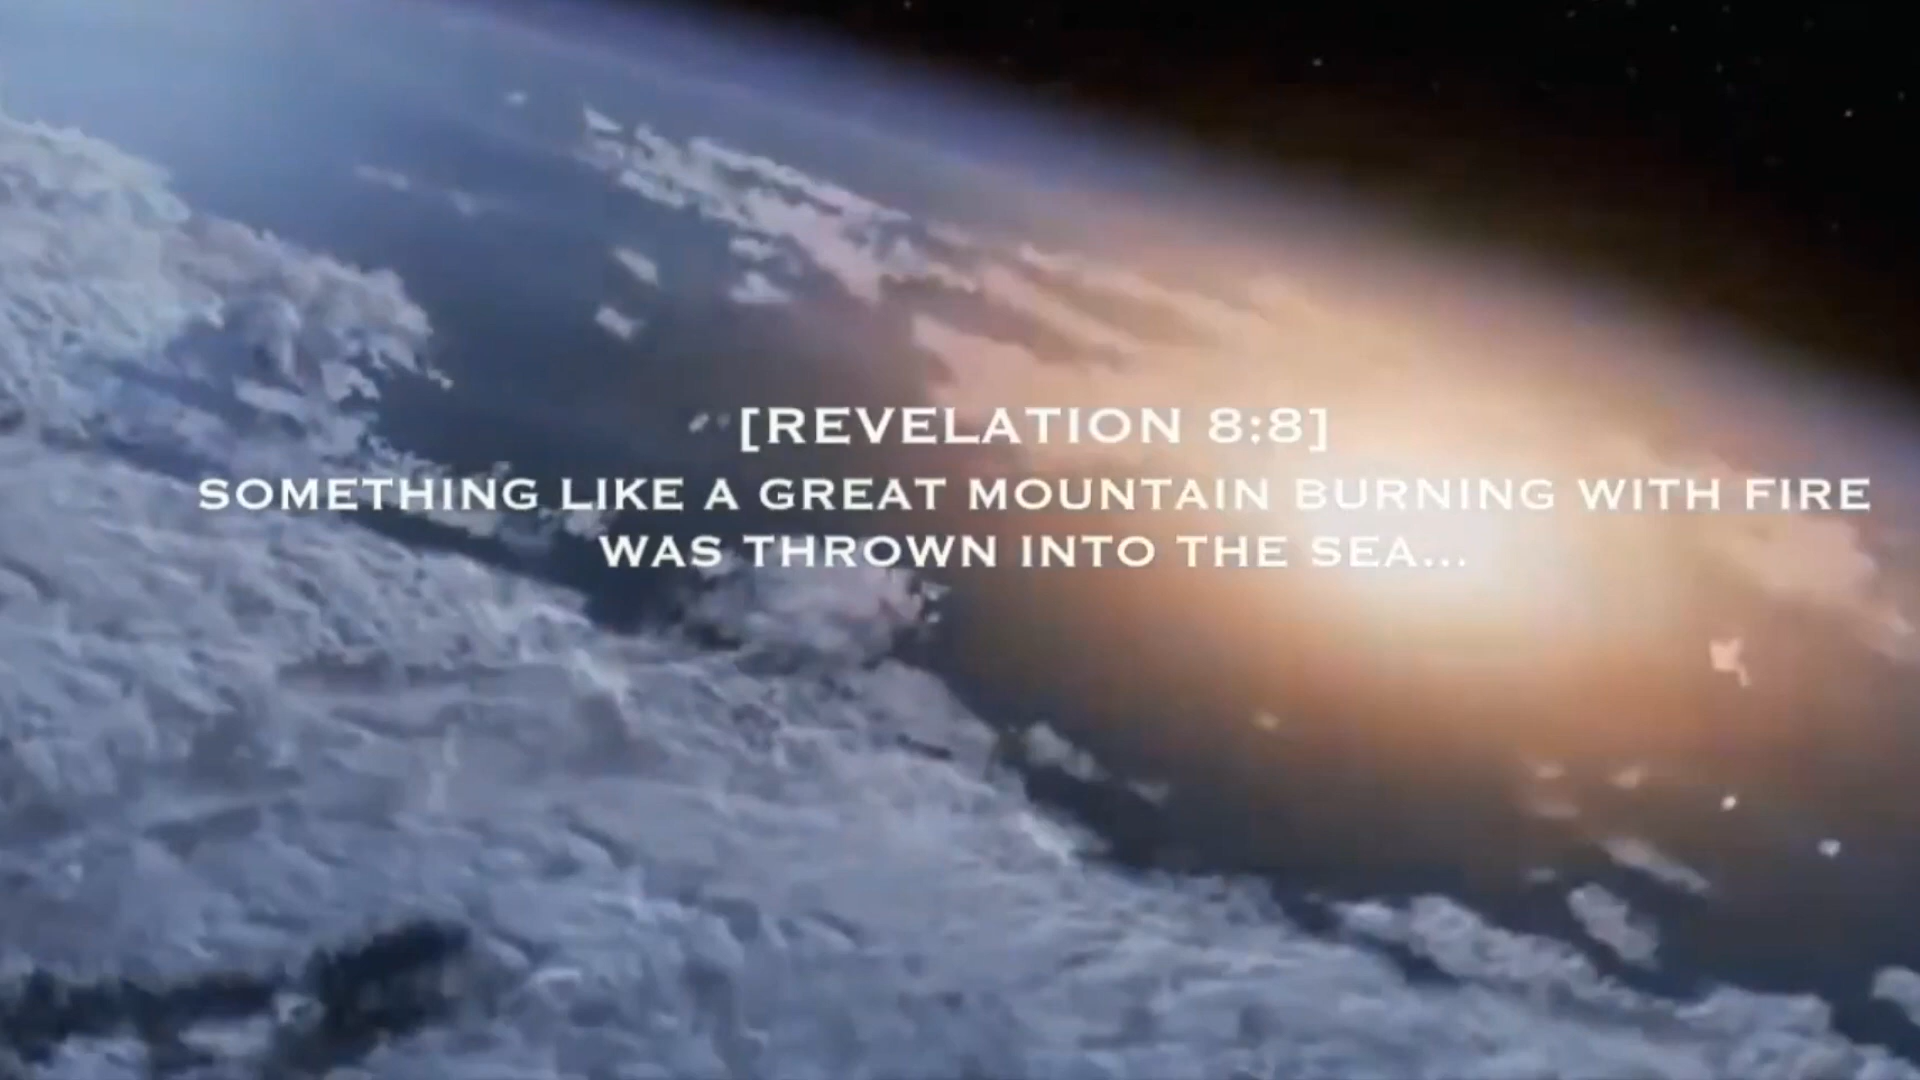 [REVELATION 8:8]
SOMETHING LIKE A GREAT MOUNTAIN BURNING WITH FIRE
WAS THROWN INTO THE SEA...